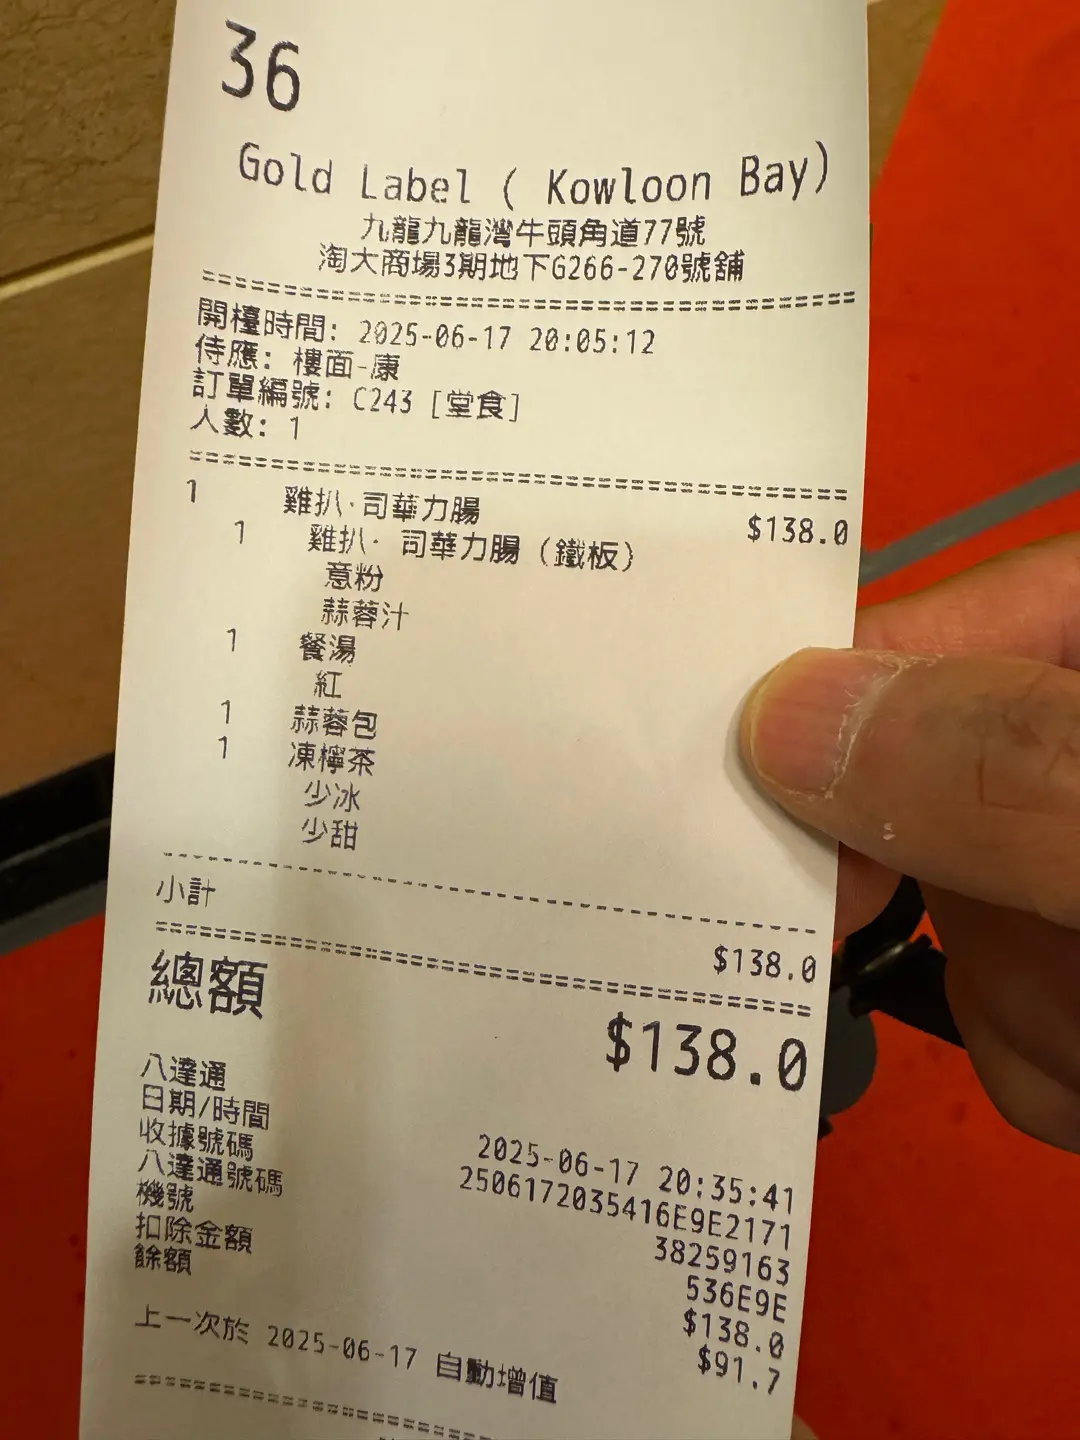 36
Gold Label ( Kowloon Bay)
九龍九龍灣牛頭角道77號
淘大商場3期地下G266-270號舖
開檯時間: 2025-06-17 20:05:12
侍應: 樓面-康
訂單編號: C243 [堂食]
人數: 1
1 雞扒·司華力腸 $138.0
1 雞扒· 司華力腸 (鐵板)
意粉
蒜蓉汁
1 餐湯
紅
1 蒜蓉包
1 凍檸茶
少冰
少甜
小計 $138.0
總額 $138.0
八達通
日期/時間 2025-06-17 20:35:41
收據號碼 2506172035416E9E2171
八達通號碼 38259163
機號 536E9E
扣除金額 $138.0
餘額 $91.7
上一次於 2025-06-17 自動增值